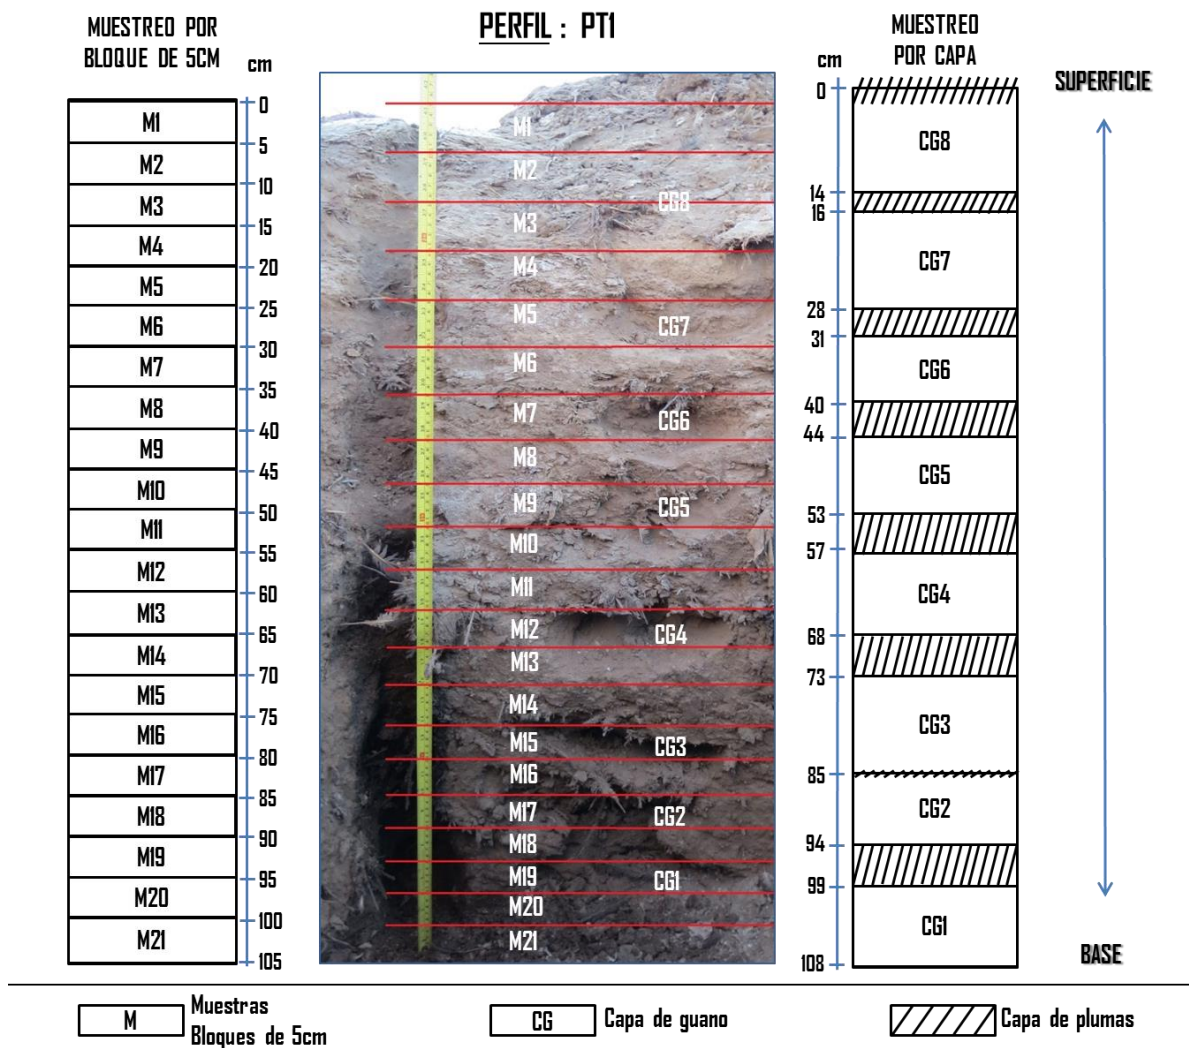 PERFIL : PT1
MUESTREO POR
BLOQUE DE 5CM
cm
M1
M2
M3
M4
M5
M6
M7
M8
M9
M10
M11
M12
M13
M14
M15
M16
M17
M18
M19
M20
M21
0
5
10
15
20
25
30
35
40
45
50
55
60
65
70
75
80
85
90
95
100
105
M1
M2
M3
M4
M5
M6
M7
M8
M9
M10
M11
M12
M13
M14
M15
M16
M17
M18
M19
M20
M21
CG8
CG7
CG6
CG5
CG4
CG3
CG2
CG1
MUESTREO
POR CAPA
cm
0
14
16
28
31
40
44
53
57
68
73
85
94
99
108
CG8
CG7
CG6
CG5
CG4
CG3
CG2
CG1
SUPERFICIE
BASE
M
Muestras
Bloques de 5cm
CG
Capa de guano
Capa de plumas